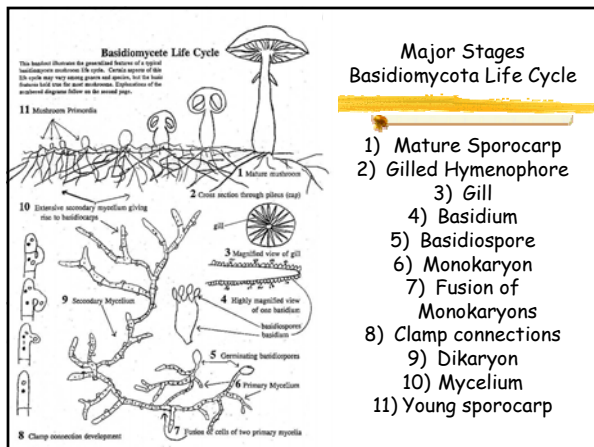 Basidiomycete Life Cycle
This handout illustrates the generalized features of a typical
basidiomycete mushroom life cycle. Certain aspects of this
life cycle may vary among genera and species, but the basic
features hold true for most mushrooms. Explanations of the
numbered diagrams follow on the second page.
11 Mushroom Primordia
1 Mature mushroom
2 Cross section through pileus (cap)
10 Extensive secondary mycelium giving
rise to basidiocarps
gill
3 Magnified view of gill
9 Secondary Mycelium
4 Highly magnified view
of one basidium
basidiospores
basidium
5 Germinating basidiospores
6 Primary Mycelium
7 Fusion of cells of two primary mycelia
8 Clamp connection development
Major Stages
Basidiomycota Life Cycle
1) Mature Sporocarp
2) Gilled Hymenophore
3) Gill
4) Basidium
5) Basidiospore
6) Monokaryon
7) Fusion of
Monokaryons
8) Clamp connections
9) Dikaryon
10) Mycelium
11) Young sporocarp